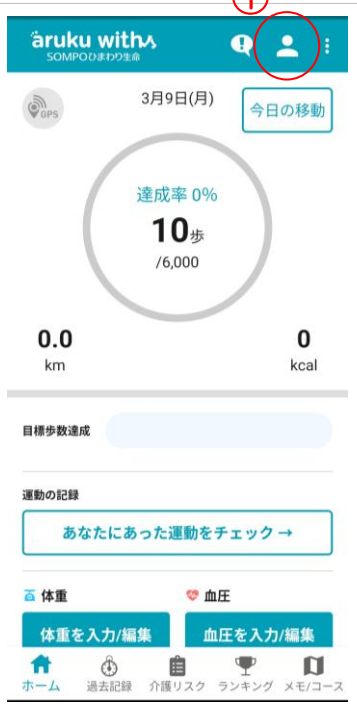 ①
aruku with
SOMPOひまわり生命
GPS
3月9日(月)
今日の移動
達成率 0%
10歩
/6,000
0.0
km
0
kcal
目標歩数達成
運動の記録
あなたにあった運動をチェック→
体重
血圧
体重を入力/編集
血圧を入力/編集
ホーム
過去記録
介護リスク
ランキング
メモ/コース